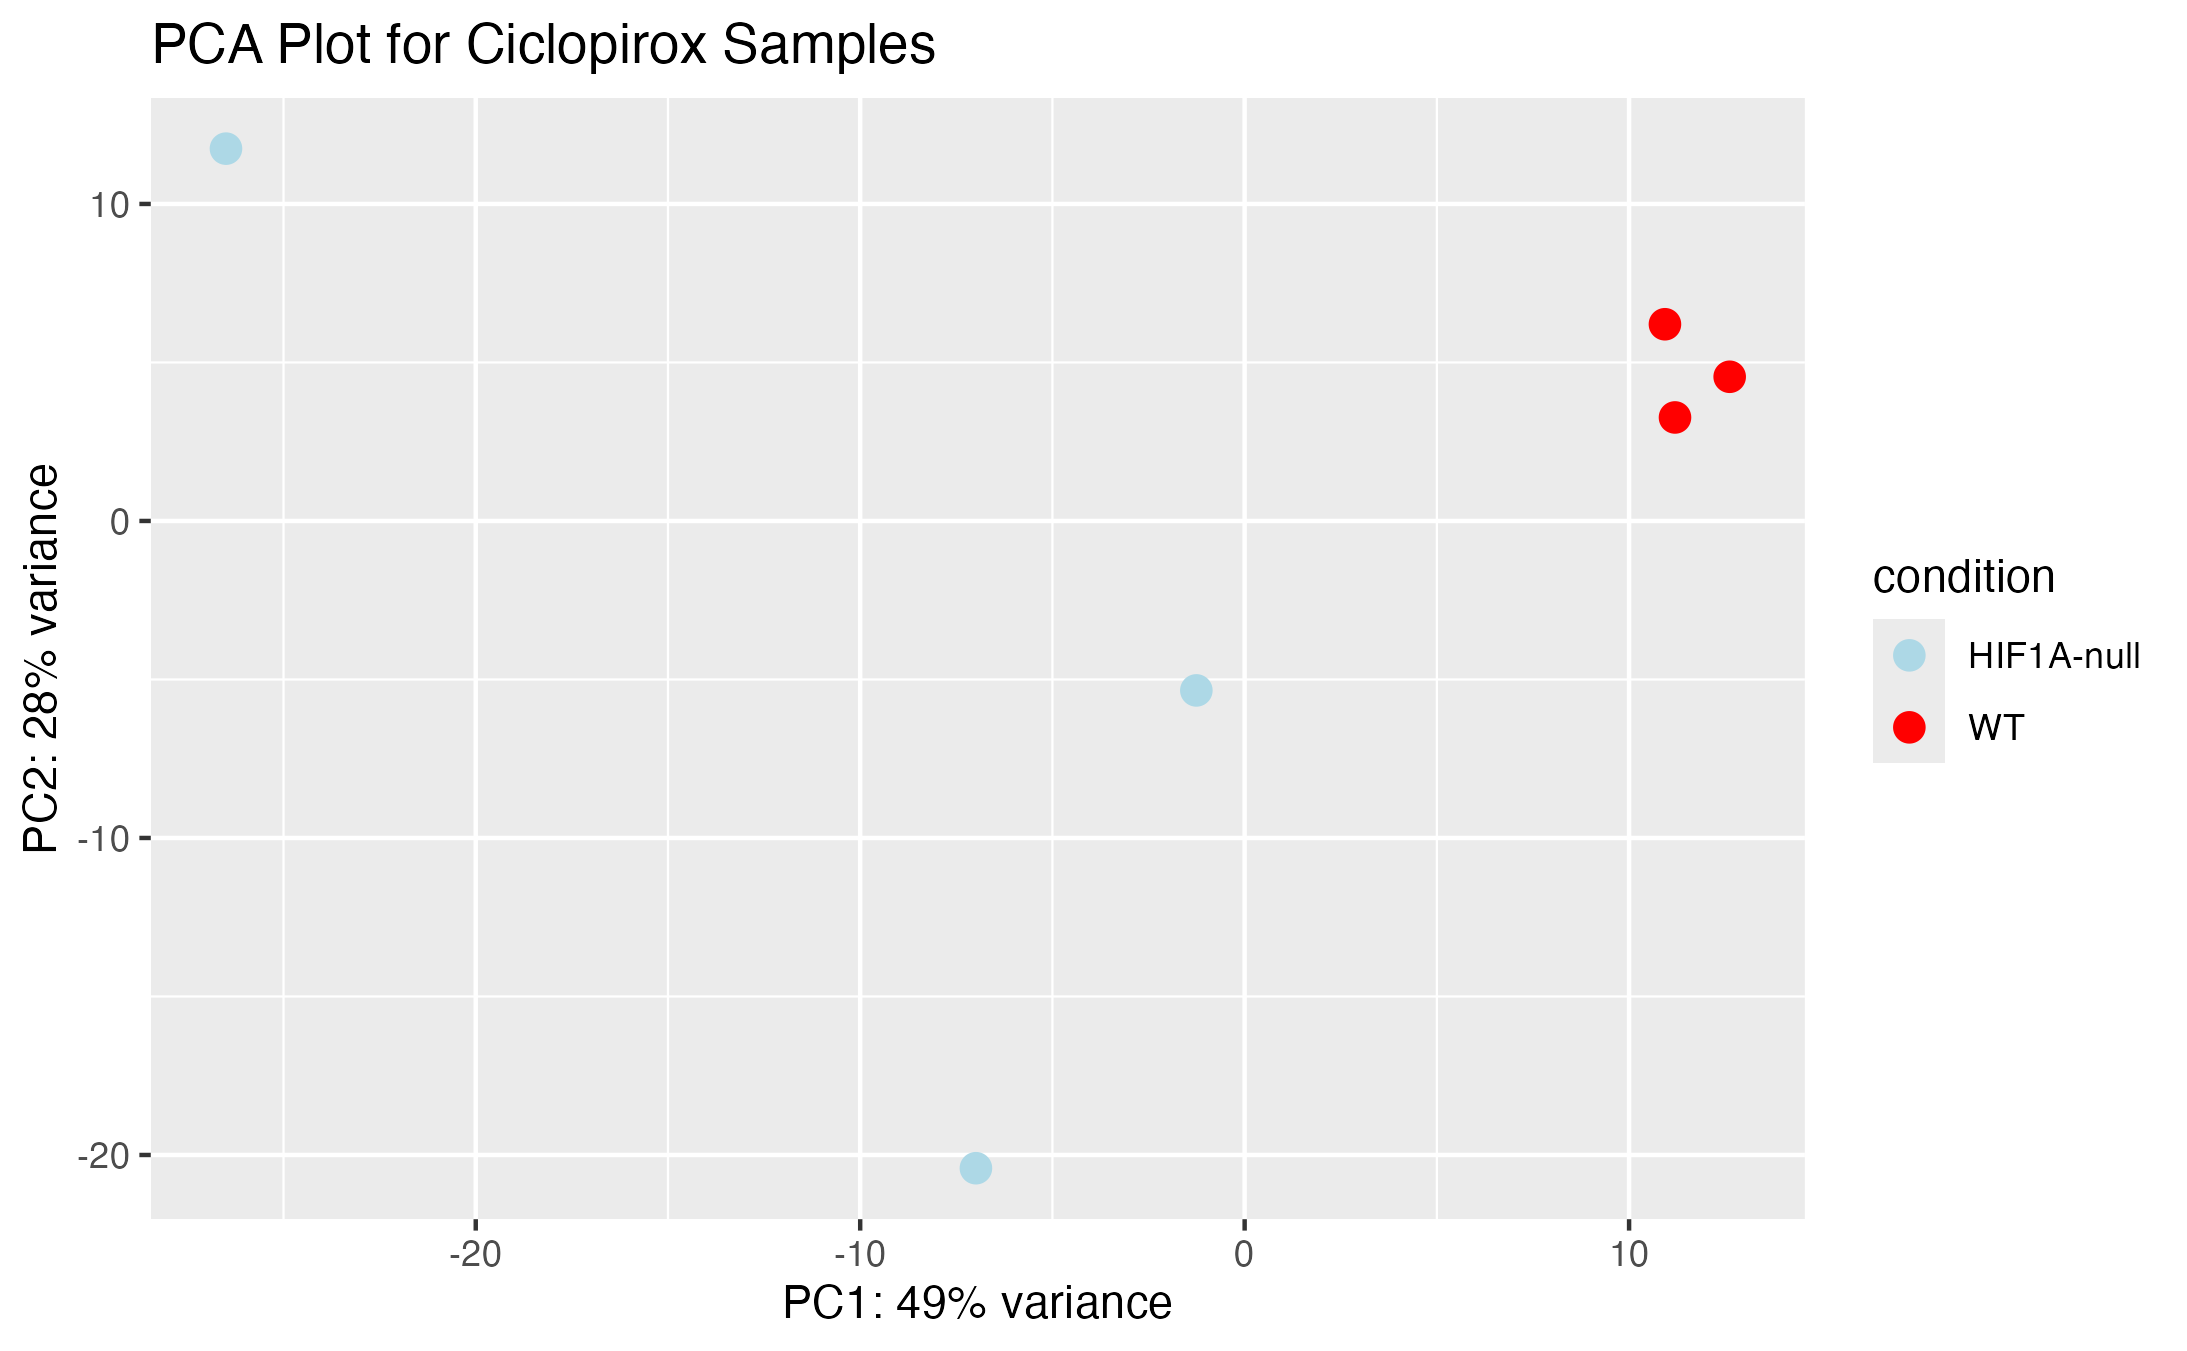 PCA Plot for Ciclopirox Samples
10
0
-10
-20
PC2: 28% variance
-20
-10
0
10
PC1: 49% variance
condition
HIF1A-null
WT